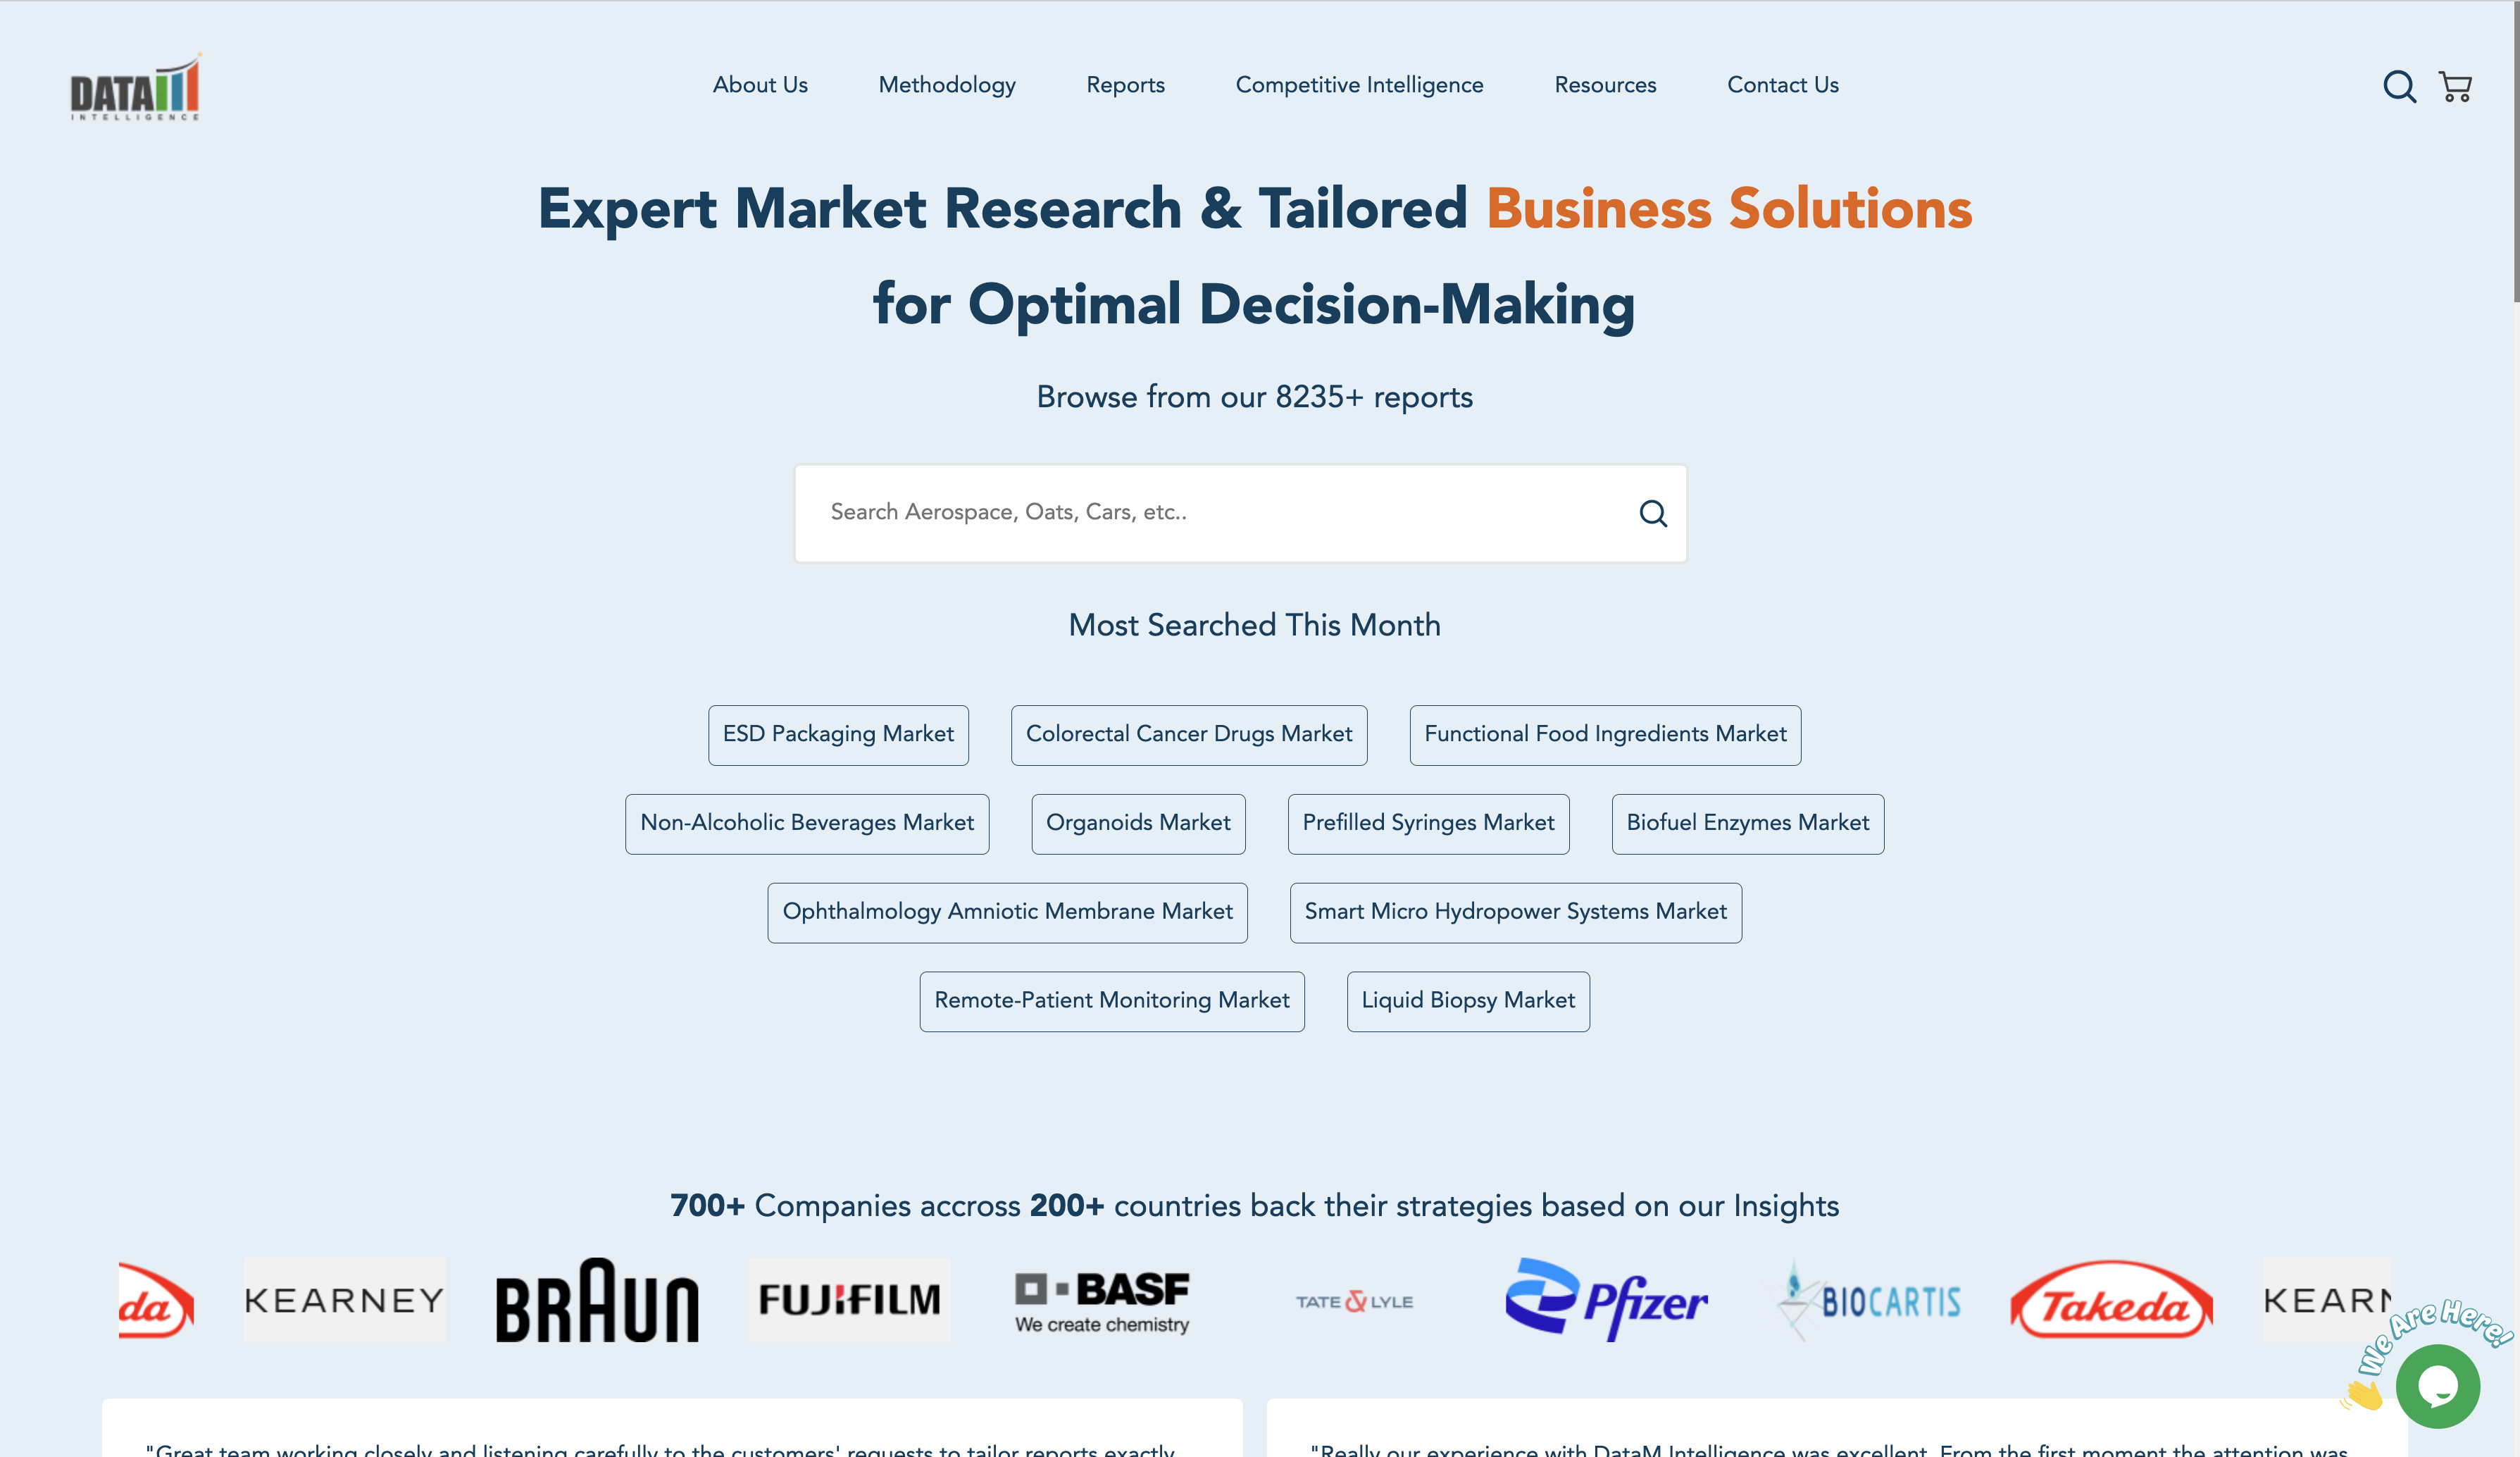 DATAM
INTELLIGENCE
About Us Methodology Reports Competitive Intelligence Resources Contact Us
Expert Market Research & Tailored Business Solutions
for Optimal Decision-Making
Browse from our 8235+ reports
Search Aerospace, Oats, Cars, etc..
Most Searched This Month
ESD Packaging Market Colorectal Cancer Drugs Market Functional Food Ingredients Market
Non-Alcoholic Beverages Market Organoids Market Prefilled Syringes Market Biofuel Enzymes Market
Ophthalmology Amniotic Membrane Market Smart Micro Hydropower Systems Market
Remote-Patient Monitoring Market Liquid Biopsy Market
700+ Companies accross 200+ countries back their strategies based on our Insights
da KEARNEY BRAUN FUJIFILM BASF TATE & LYLE Pfizer BIOCARTIS Takeda KEARN
We create chemistry
We Are Here!
"Great team working closely and listening carefully to the customers' requests to tailor reports exactly "Really our experience with DataM Intelligence was excellent. From the first moment the attention was